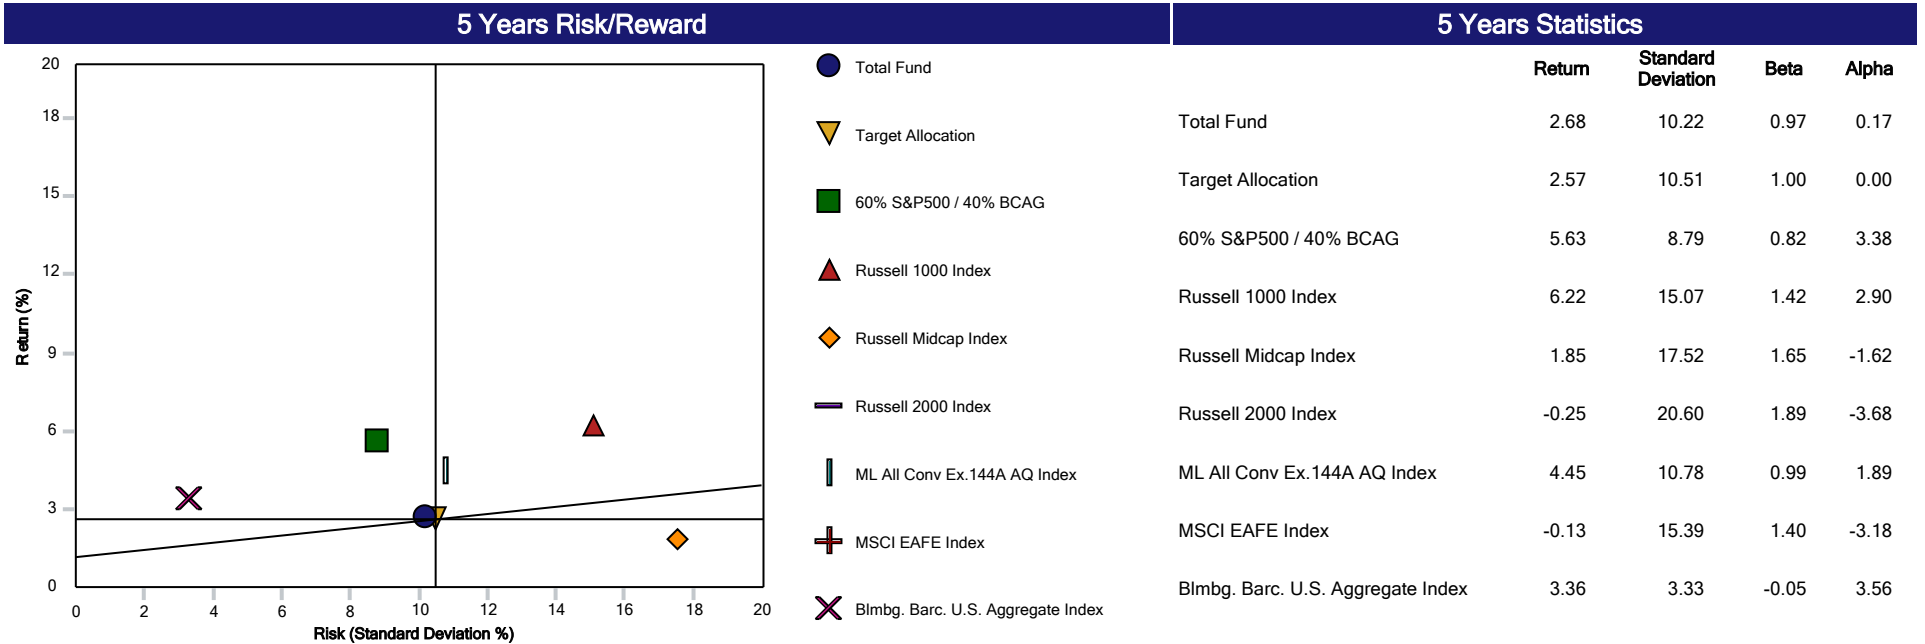 5 Years Risk/Reward
20
18
15
12
9
6
3
0
Return (%)
0 2 4 6 8 10 12 14 16 18 20
Risk (Standard Deviation %)
Total Fund
Target Allocation
60% S&P500 / 40% BCAG
Russell 1000 Index
Russell Midcap Index
Russell 2000 Index
ML All Conv Ex.144A AQ Index
MSCI EAFE Index
Blmbg. Barc. U.S. Aggregate Index
5 Years Statistics
Return Standard Deviation Beta Alpha
Total Fund 2.68 10.22 0.97 0.17
Target Allocation 2.57 10.51 1.00 0.00
60% S&P500 / 40% BCAG 5.63 8.79 0.82 3.38
Russell 1000 Index 6.22 15.07 1.42 2.90
Russell Midcap Index 1.85 17.52 1.65 -1.62
Russell 2000 Index -0.25 20.60 1.89 -3.68
ML All Conv Ex.144A AQ Index 4.45 10.78 0.99 1.89
MSCI EAFE Index -0.13 15.39 1.40 -3.18
Blmbg. Barc. U.S. Aggregate Index 3.36 3.33 -0.05 3.56